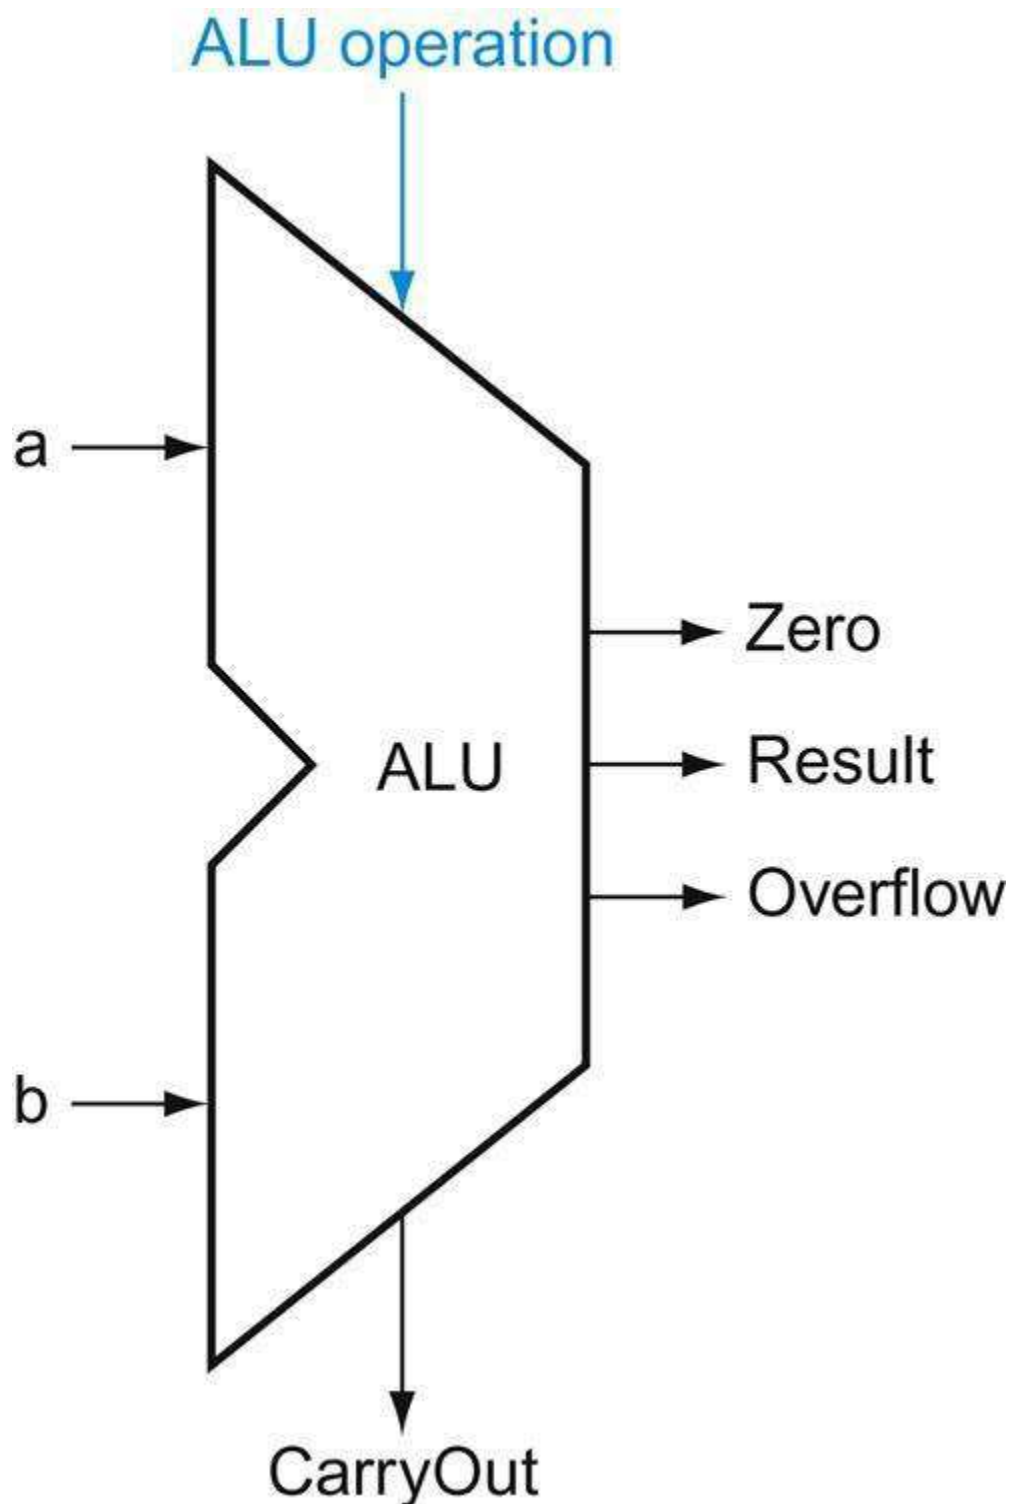 ALU operation
a
Zero
ALU
Result
Overflow
b
CarryOut